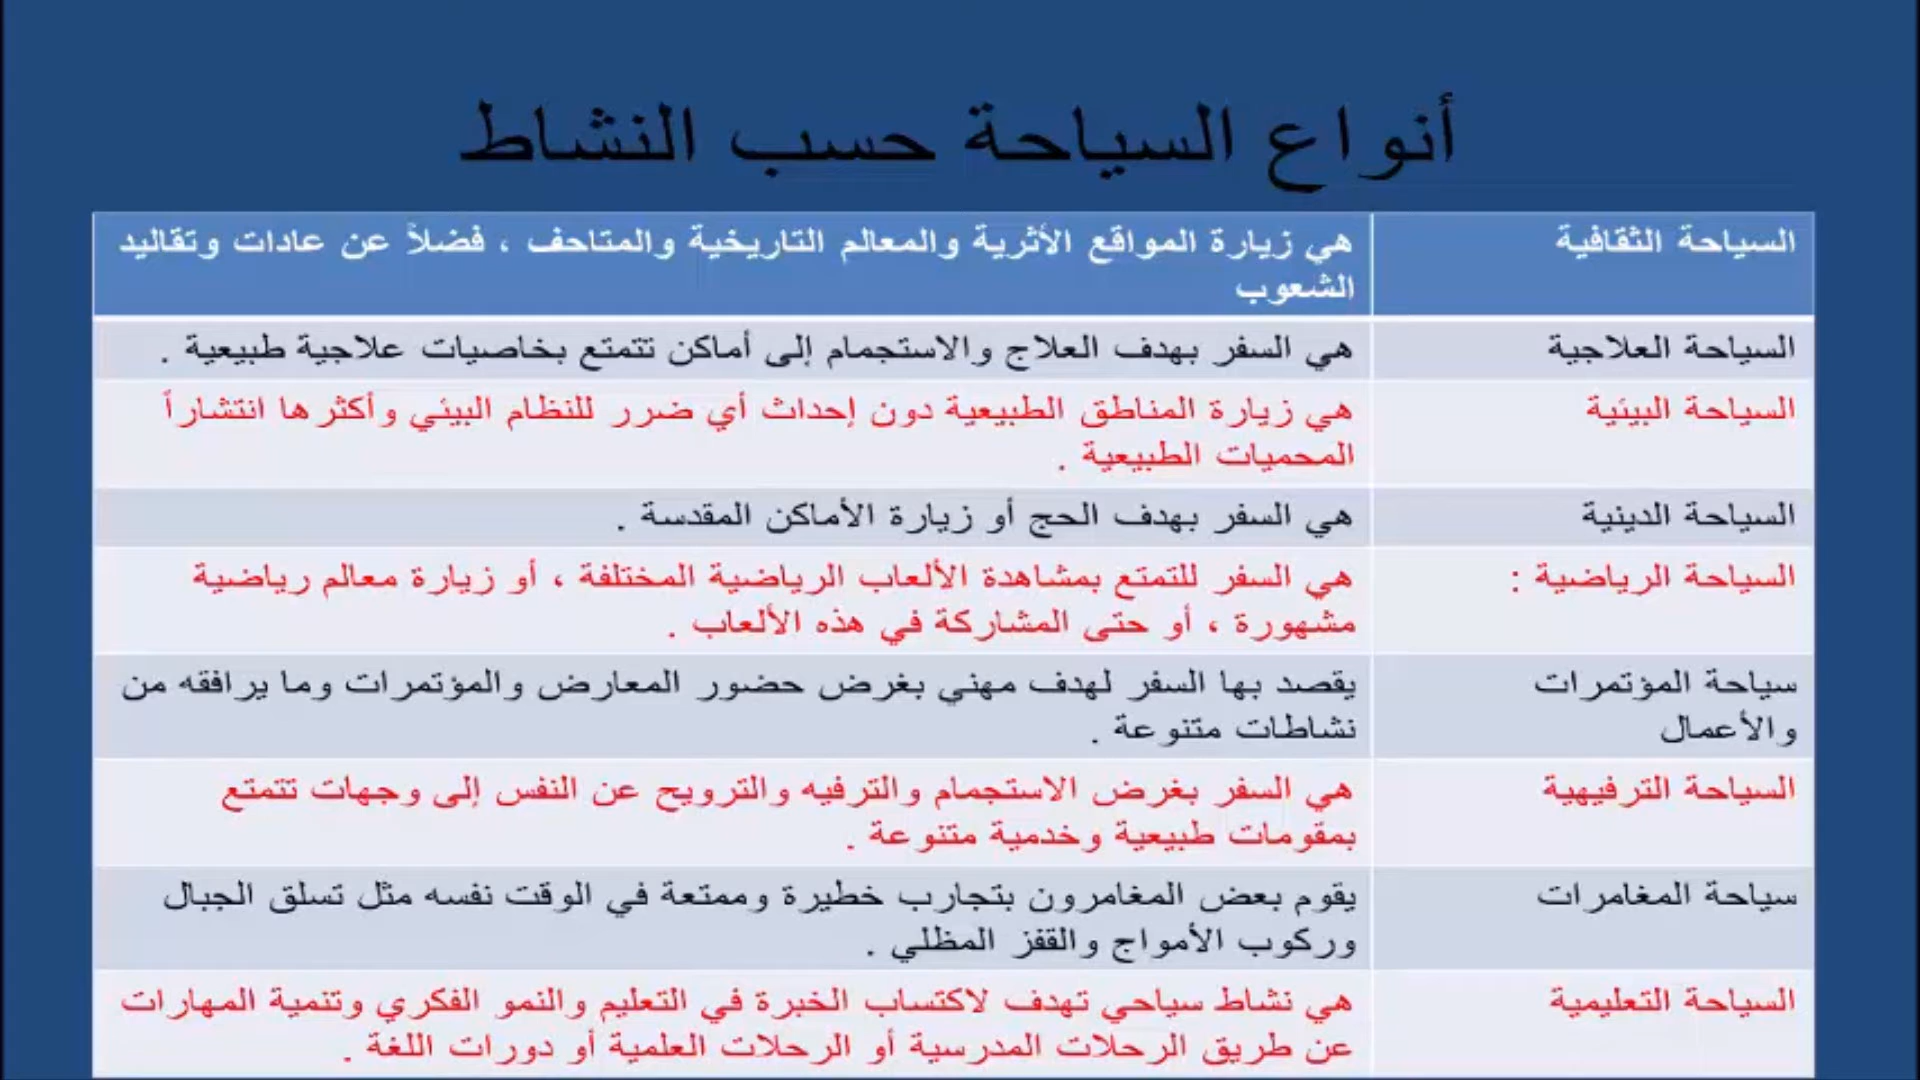 أنواع السياحة حسب النشاط
السياحة الثقافية
هي زيارة المواقع الأثرية والمعالم التاريخية والمتاحف ، فضلاً عن عادات وتقاليد
الشعوب
السياحة العلاجية
هي السفر بهدف العلاج والاستجمام إلى أماكن تتمتع بخاصيات علاجية طبيعية .
السياحة البيئية
هي زيارة المناطق الطبيعية دون إحداث أي ضرر للنظام البيئي وأكثرها انتشاراً
المحميات الطبيعية .
السياحة الدينية
هي السفر بهدف الحج أو زيارة الأماكن المقدسة .
السياحة الرياضية :
هي السفر للتمتع بمشاهدة الألعاب الرياضية المختلفة ، أو زيارة معالم رياضية
مشهورة ، أو حتى المشاركة في هذه الألعاب .
سياحة المؤتمرات
والأعمال
يقصد بها السفر لهدف مهني بغرض حضور المعارض والمؤتمرات وما يرافقه من
نشاطات متنوعة .
السياحة الترفيهية
هي السفر بغرض الاستجمام والترفيه والترويح عن النفس إلى وجهات تتمتع
بمقومات طبيعية وخدمية متنوعة .
سياحة المغامرات
يقوم بعض المغامرون بتجارب خطيرة وممتعة في الوقت نفسه مثل تسلق الجبال
وركوب الأمواج والقفز المظلي .
السياحة التعليمية
هي نشاط سياحي تهدف لاكتساب الخبرة في التعليم والنمو الفكري وتنمية المهارات
عن طريق الرحلات المدرسية أو الرحلات العلمية أو دورات اللغة .